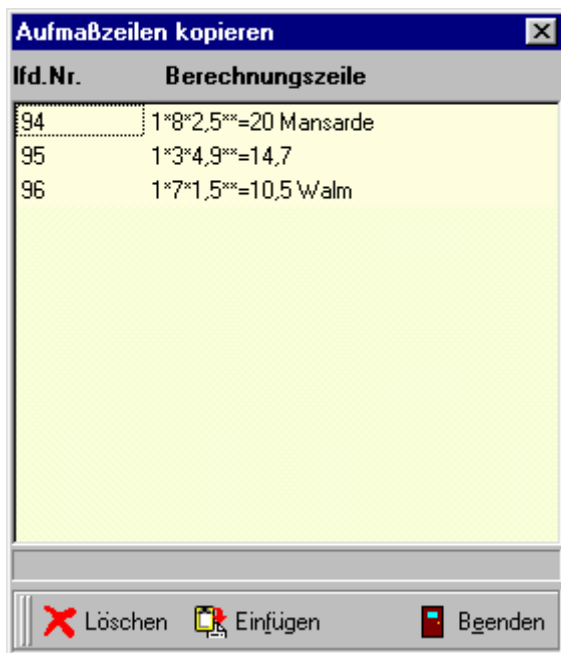 Aufmaßzeilen kopieren
lfd.Nr. Berechnungszeile
94 1*8*2,5**=20 Mansarde
95 1*3*4,9**=14,7
96 1*7*1,5**=10,5 Walm
Löschen Einfügen Beenden